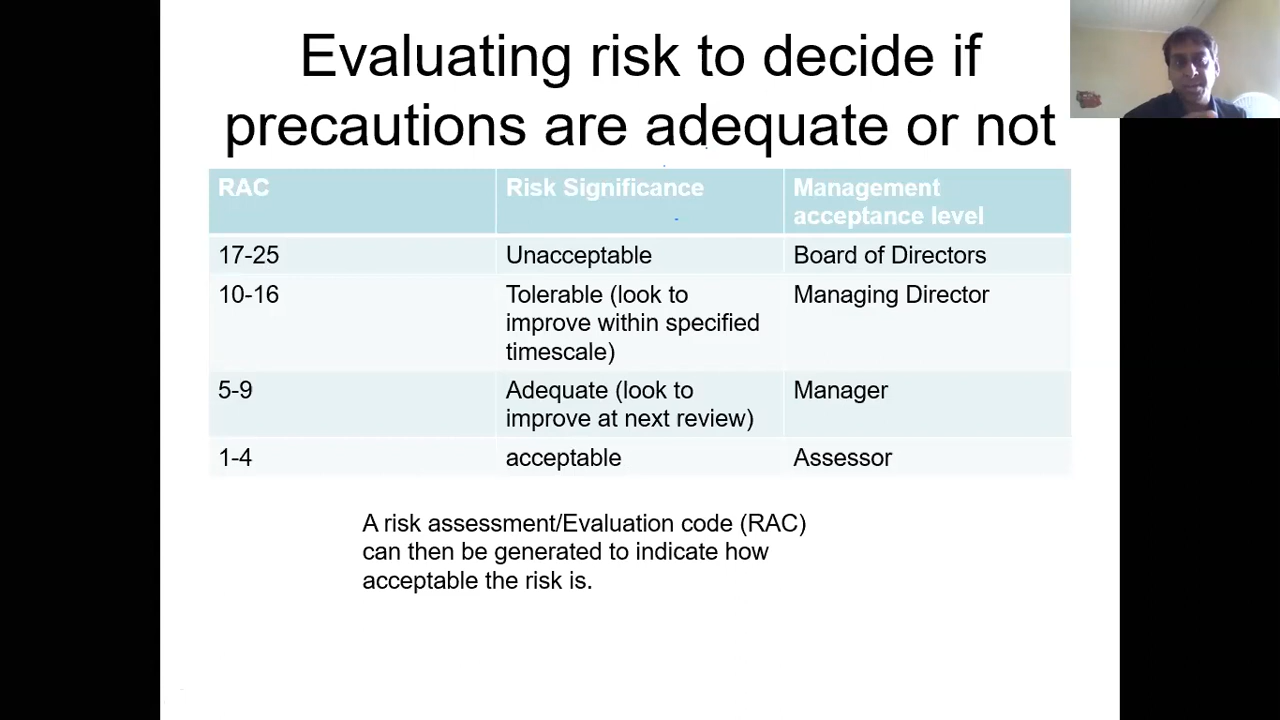 Evaluating risk to decide if
precautions are adequate or not
RAC
Risk Significance
Management
acceptance level
17-25
Unacceptable
Board of Directors
10-16
Tolerable (look to
improve within specified
timescale)
Managing Director
5-9
Adequate (look to
improve at next review)
Manager
1-4
acceptable
Assessor
A risk assessment/Evaluation code (RAC)
can then be generated to indicate how
acceptable the risk is.